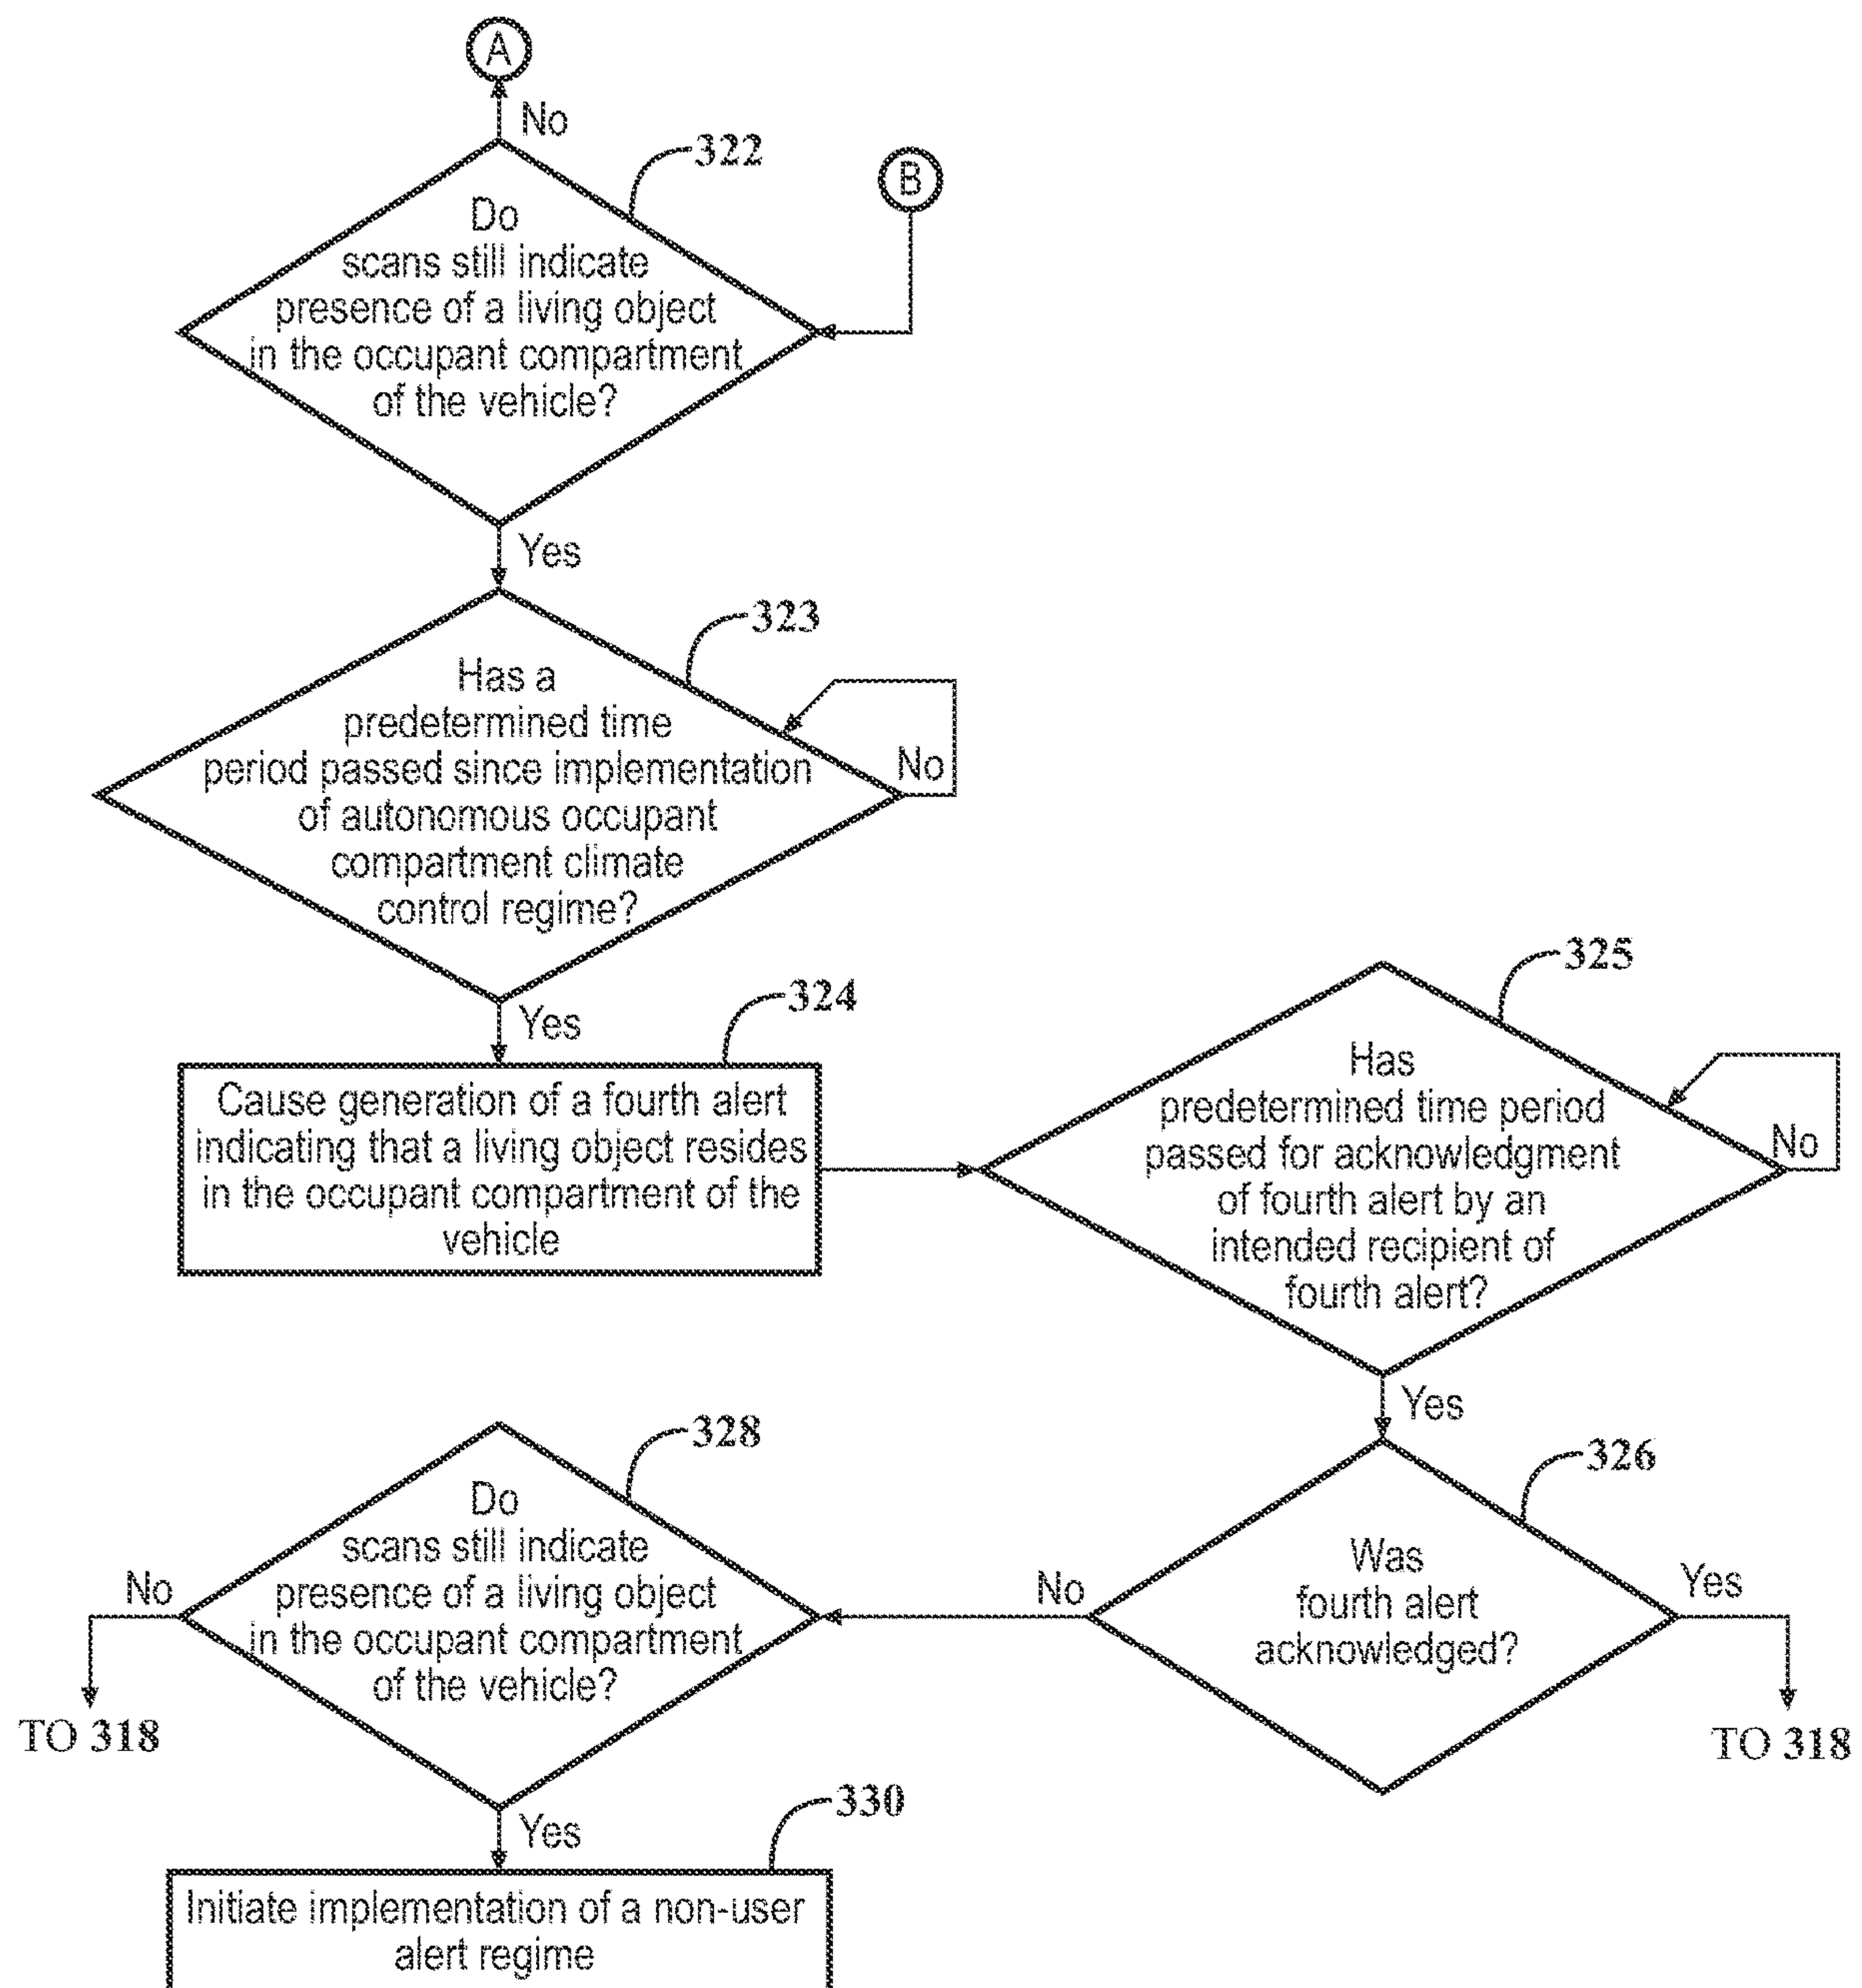 A
No
322
B
Do
scans still indicate
presence of a living object
in the occupant compartment
of the vehicle?
Yes
323
Has a
predetermined time
period passed since implementation
of autonomous occupant
compartment climate
control regime?
No
Yes
324
Cause generation of a fourth alert
indicating that a living object resides
in the occupant compartment of the
vehicle
325
Has
predetermined time period
passed for acknowledgment
of fourth alert by an
intended recipient of
fourth alert?
No
Yes
326
Was
fourth alert
acknowledged?
Yes
TO 318
No
328
Do
scans still indicate
presence of a living object
in the occupant compartment
of the vehicle?
No
TO 318
Yes
330
Initiate implementation of a non-user
alert regime